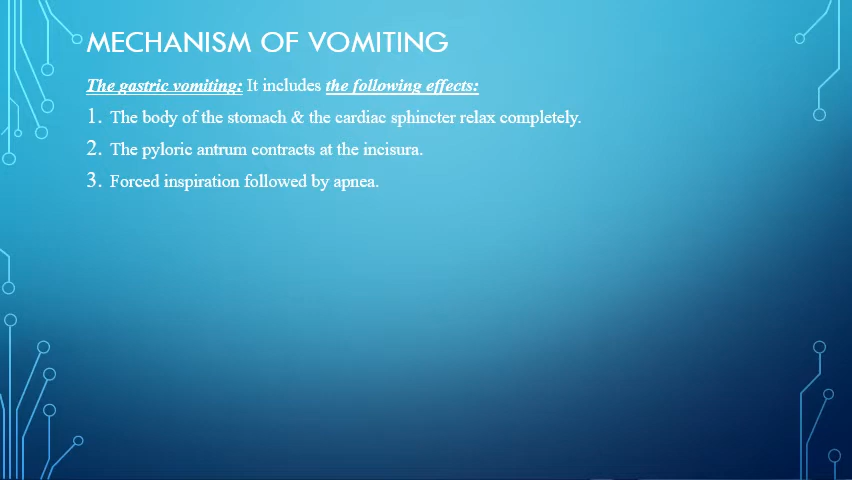 MECHANISM OF VOMITING
The gastric vomiting: It includes the following effects:
1. The body of the stomach & the cardiac sphincter relax completely.
2. The pyloric antrum contracts at the incisura.
3. Forced inspiration followed by apnea.